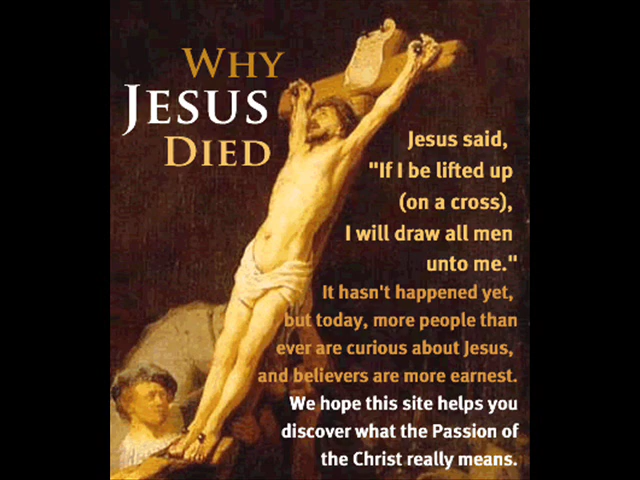 WHY
JESUS
DIED
Jesus said,
"If I be lifted up
(on a cross),
I will draw all men
unto me."
It hasn't happened yet,
but today, more people than
ever are curious about Jesus,
and believers are more earnest.
We hope this site helps you
discover what the Passion of
the Christ really means.